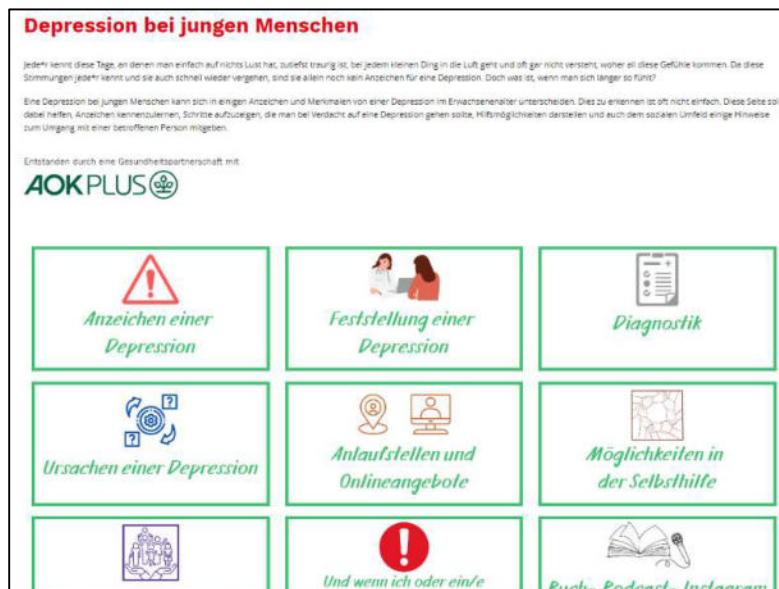 Depression bei jungen Menschen
Jede*r kennt diese Tage, an denen man einfach auf nichts Lust hat, zutiefst traurig ist, bei jedem kleinen Ding in die Luft geht und oft gar nicht versteht, woher all diese Gefühle kommen. Da diese
Stimmungen jede*r kennt und sie auch schnell wieder vergehen, sind sie allein noch kein Anzeichen für eine Depression. Doch was ist, wenn man sich länger so fühlt?
Eine Depression bei jungen Menschen kann sich in einigen Anzeichen und Merkmalen von einer Depression im Erwachsenenalter unterscheiden. Dies zu erkennen ist oft nicht einfach. Diese Seite soll
dabei helfen, Anzeichen kennenzulernen, Schritte aufzuzeigen, die man bei Verdacht auf eine Depression gehen sollte, Hilfsmöglichkeiten darstellen und auch dem sozialen Umfeld einige Hinweise
zum Umgang mit einer betroffenen Person mitgeben.
Entstanden durch eine Gesundheitspartnerschaft mit
AOK PLUS
Anzeichen einer
Depression
Feststellung einer
Depression
Diagnostik
Ursachen einer Depression
Anlaufstellen und
Onlineangebote
Möglichkeiten in
der Selbsthilfe
Und wenn ich oder ein/e
Buch- Podcast- Instagram